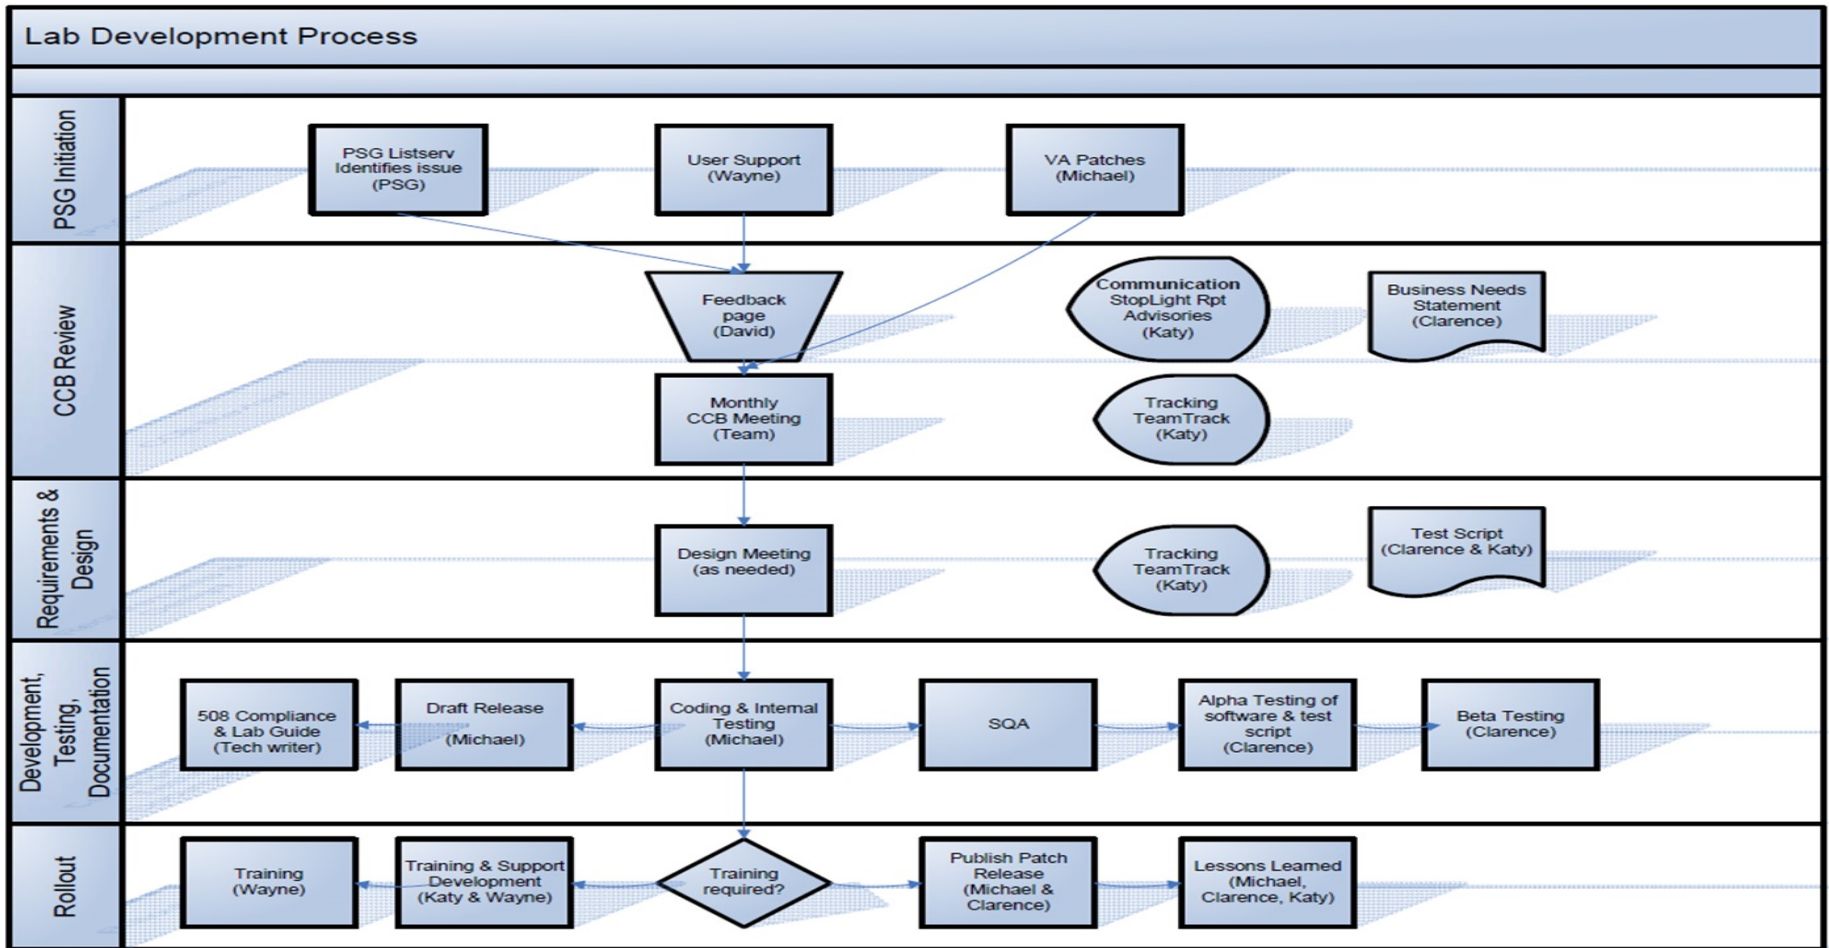 Lab Development Process
PSG Initiation
PSG Listserv
Identifies issue
(PSG)
User Support
(Wayne)
VA Patches
(Michael)
CCB Review
Feedback
page
(David)
Communication
StopLight Rpt
Advisories
(Katy)
Business Needs
Statement
(Clarence)
Monthly
CCB Meeting
(Team)
Tracking
TeamTrack
(Katy)
Requirements &
Design
Design Meeting
(as needed)
Tracking
TeamTrack
(Katy)
Test Script
(Clarence & Katy)
Development,
Testing,
Documentation
508 Compliance
& Lab Guide
(Tech writer)
Draft Release
(Michael)
Coding & Internal
Testing
(Michael)
SQA
Alpha Testing of
software & test
script
(Clarence)
Beta Testing
(Clarence)
Rollout
Training
(Wayne)
Training & Support
Development
(Katy & Wayne)
Training
required?
Publish Patch
Release
(Michael &
Clarence)
Lessons Learned
(Michael,
Clarence, Katy)